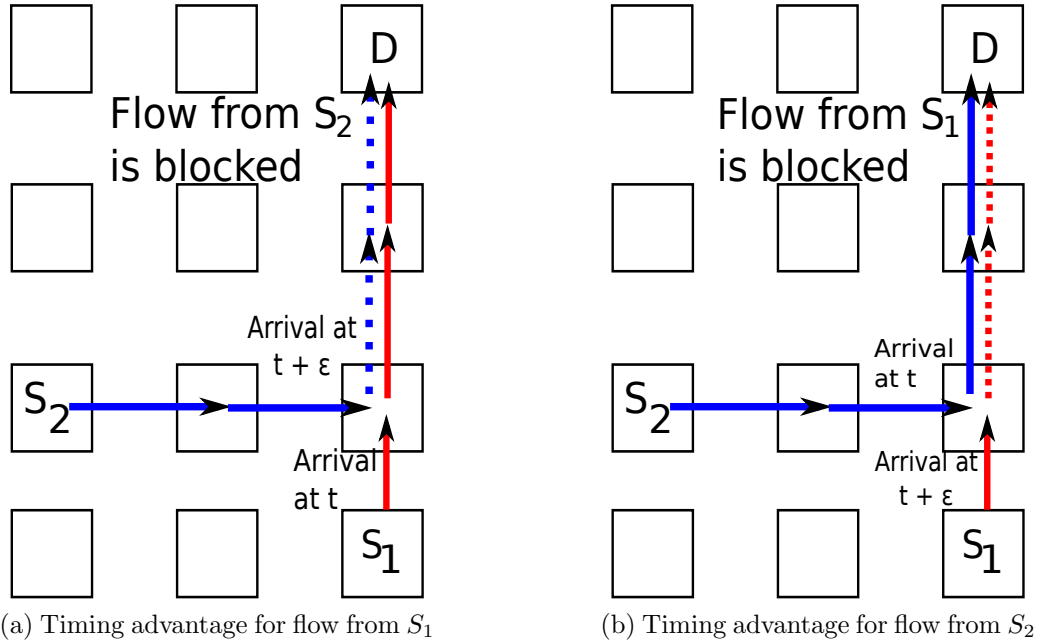 D
Flow from S2
is blocked
Arrival at
t + ε
S2
Arrival
at t
S1
(a) Timing advantage for flow from S1
D
Flow from S1
is blocked
Arrival
at t
S2
Arrival at
t + ε
S1
(b) Timing advantage for flow from S2